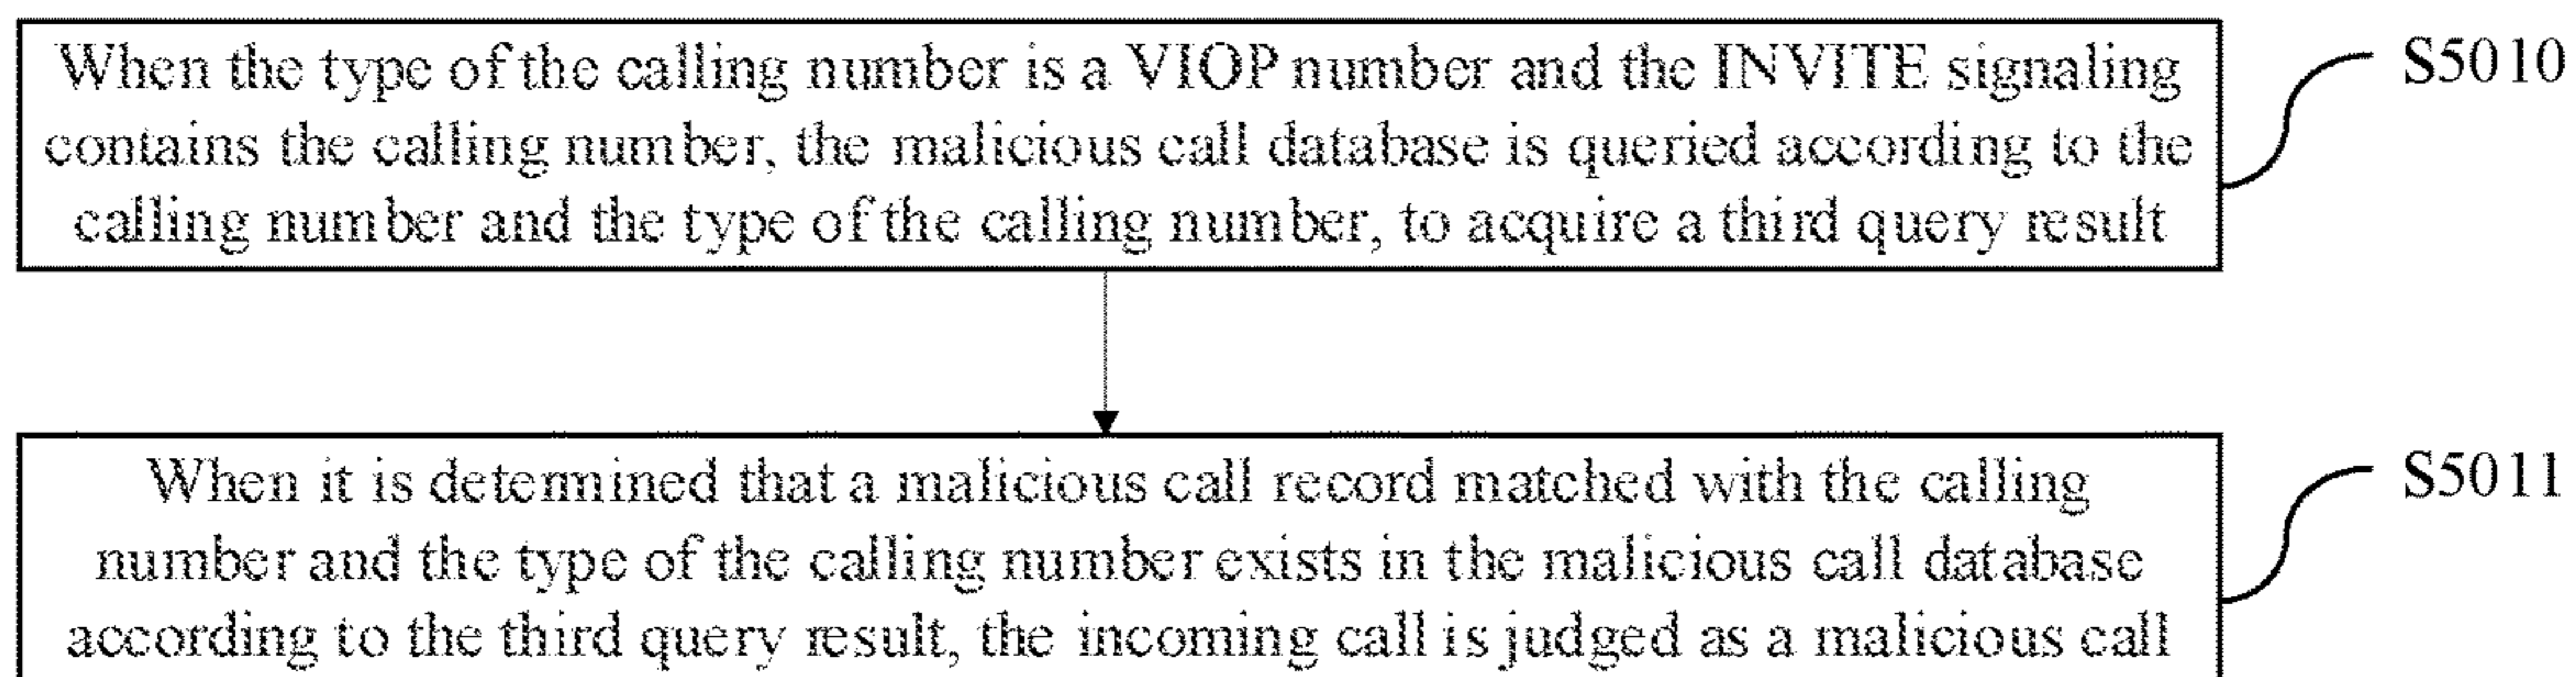 When the type of the calling number is a VIOP number and the INVITE signaling
contains the calling number, the malicious call database is queried according to the
calling number and the type of the calling number, to acquire a third query result
S5010
When it is determined that a malicious call record matched with the calling
number and the type of the calling number exists in the malicious call database
according to the third query result, the incoming call is judged as a malicious call
S5011